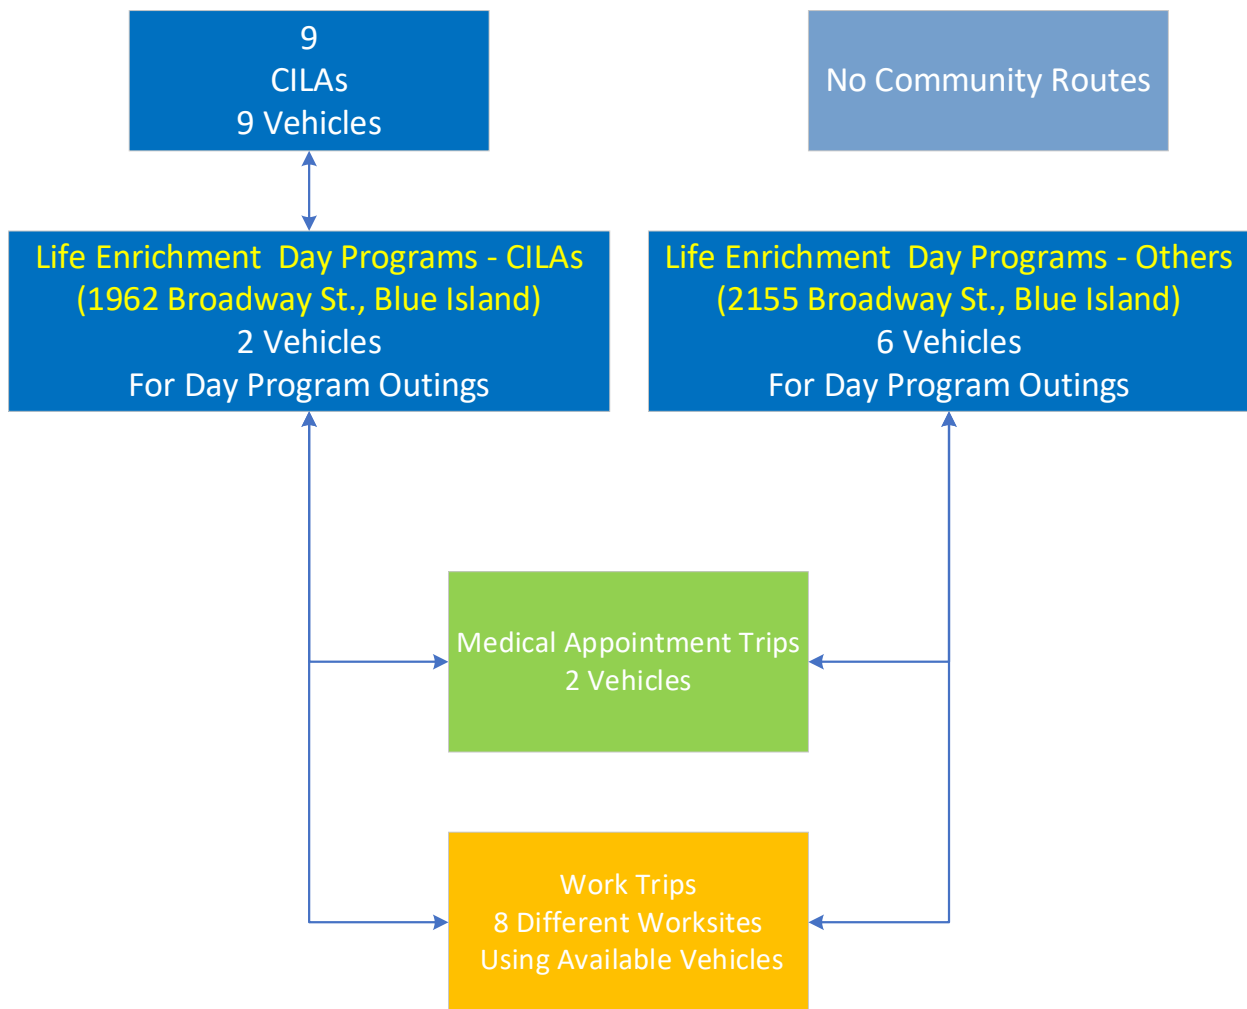 9
CILAs
9 Vehicles
No Community Routes
Life Enrichment  Day Programs - CILAs
(1962 Broadway St., Blue Island)
2 Vehicles
For Day Program Outings
Life Enrichment  Day Programs - Others
(2155 Broadway St., Blue Island)
6 Vehicles
For Day Program Outings
Medical Appointment Trips
2 Vehicles
Work Trips
8 Different Worksites
Using Available Vehicles